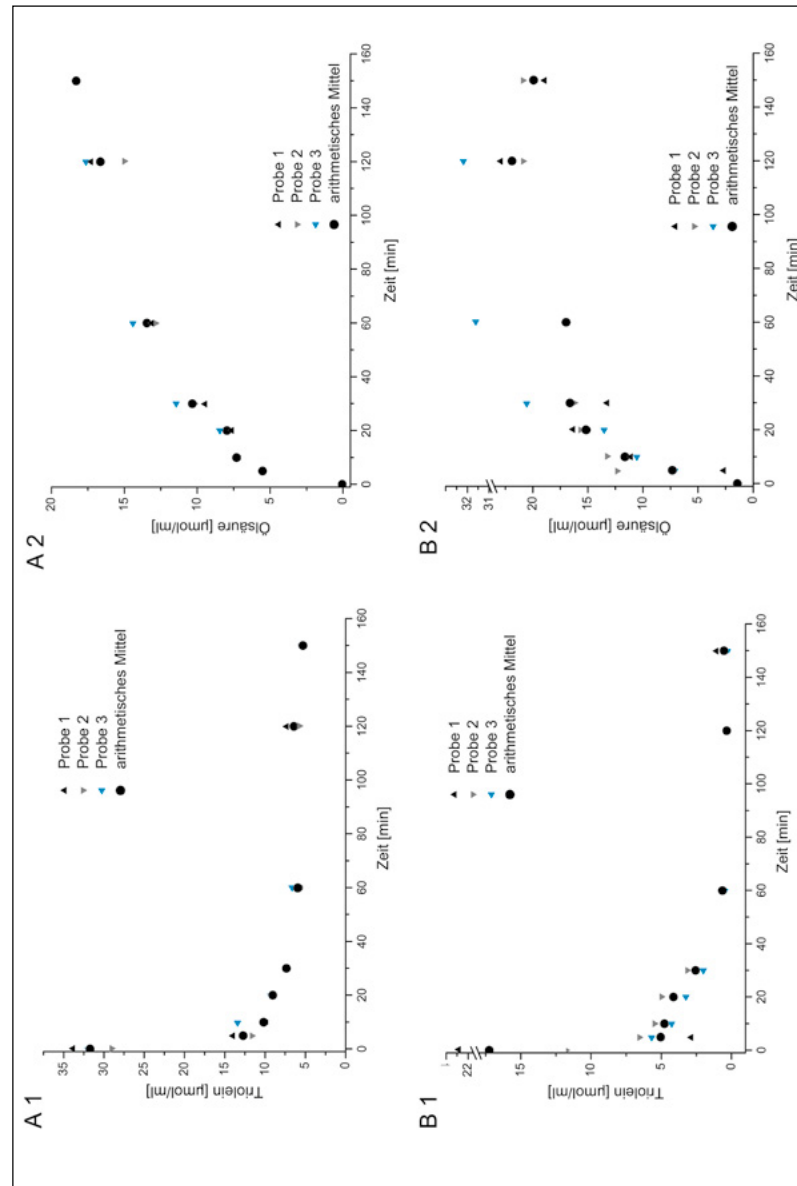 A 1
Triolein [µmol/ml]
35
30
25
20
15
10
5
0
Probe 1
Probe 2
Probe 3
arithmetisches Mittel
0 20 40 60 80 100 120 140 160
Zeit [min]
A 2
Ölsäure [µmol/ml]
20
15
10
5
0
Probe 1
Probe 2
Probe 3
arithmetisches Mittel
0 20 40 60 80 100 120 140 160
Zeit [min]
B 1
Triolein [µmol/ml]
22
15
10
5
0
Probe 1
Probe 2
Probe 3
arithmetisches Mittel
0 20 40 60 80 100 120 140 160
Zeit [min]
B 2
Ölsäure [µmol/ml]
32
31
20
15
10
5
0
Probe 1
Probe 2
Probe 3
arithmetisches Mittel
0 20 40 60 80 100 120 140 160
Zeit [min]